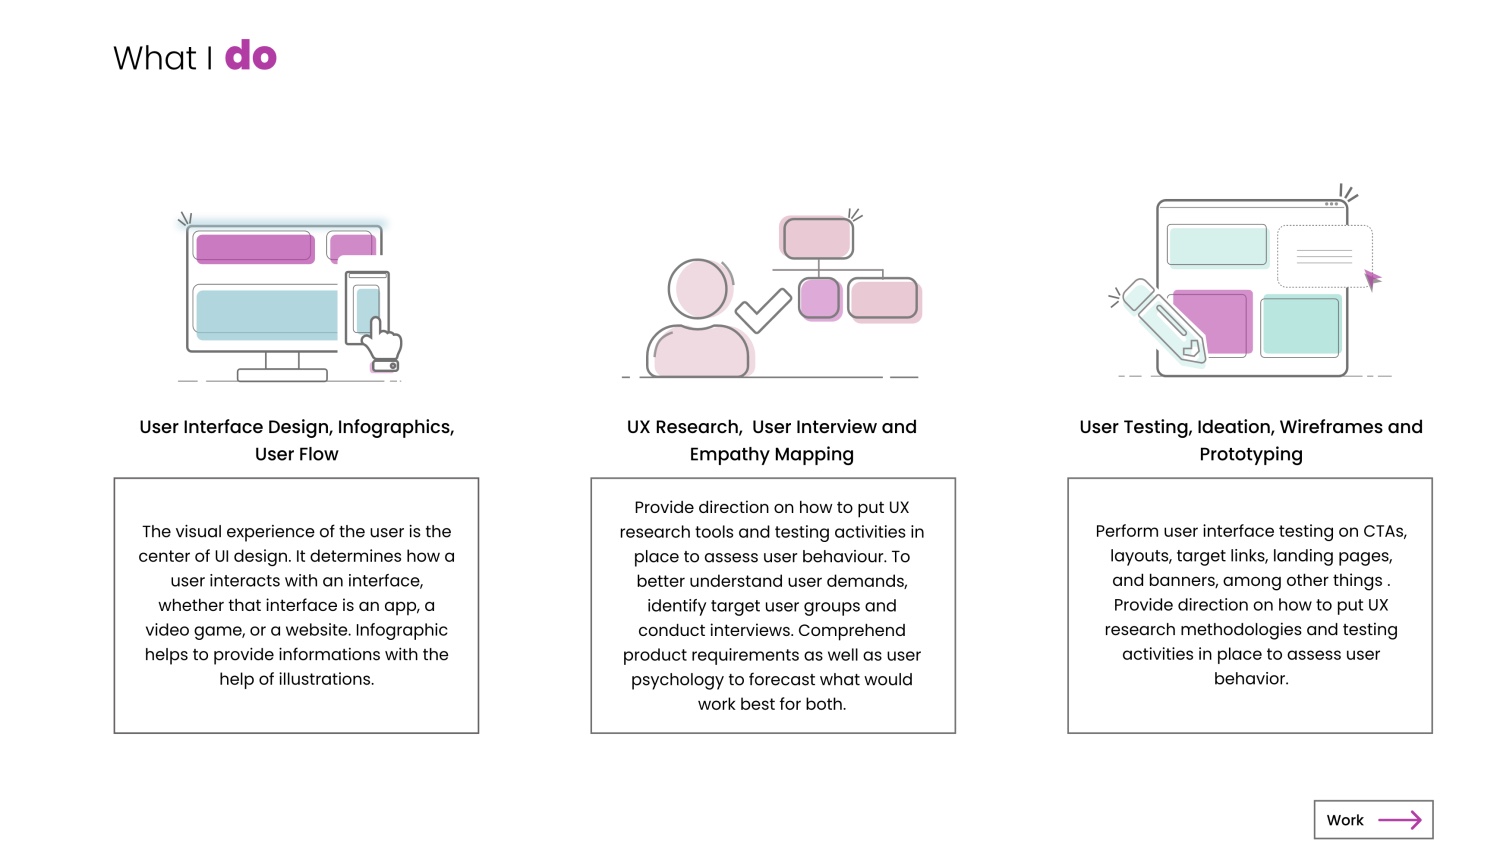 What I do
User Interface Design, Infographics,
User Flow
The visual experience of the user is the
center of UI design. It determines how a
user interacts with an interface,
whether that interface is an app, a
video game, or a website. Infographic
helps to provide informations with the
help of illustrations.
UX Research,  User Interview and
Empathy Mapping
Provide direction on how to put UX
research tools and testing activities in
place to assess user behaviour. To
better understand user demands,
identify target user groups and
conduct interviews. Comprehend
product requirements as well as user
psychology to forecast what would
work best for both.
User Testing, Ideation, Wireframes and
Prototyping
Perform user interface testing on CTAs,
layouts, target links, landing pages,
and banners, among other things .
Provide direction on how to put UX
research methodologies and testing
activities in place to assess user
behavior.
Work